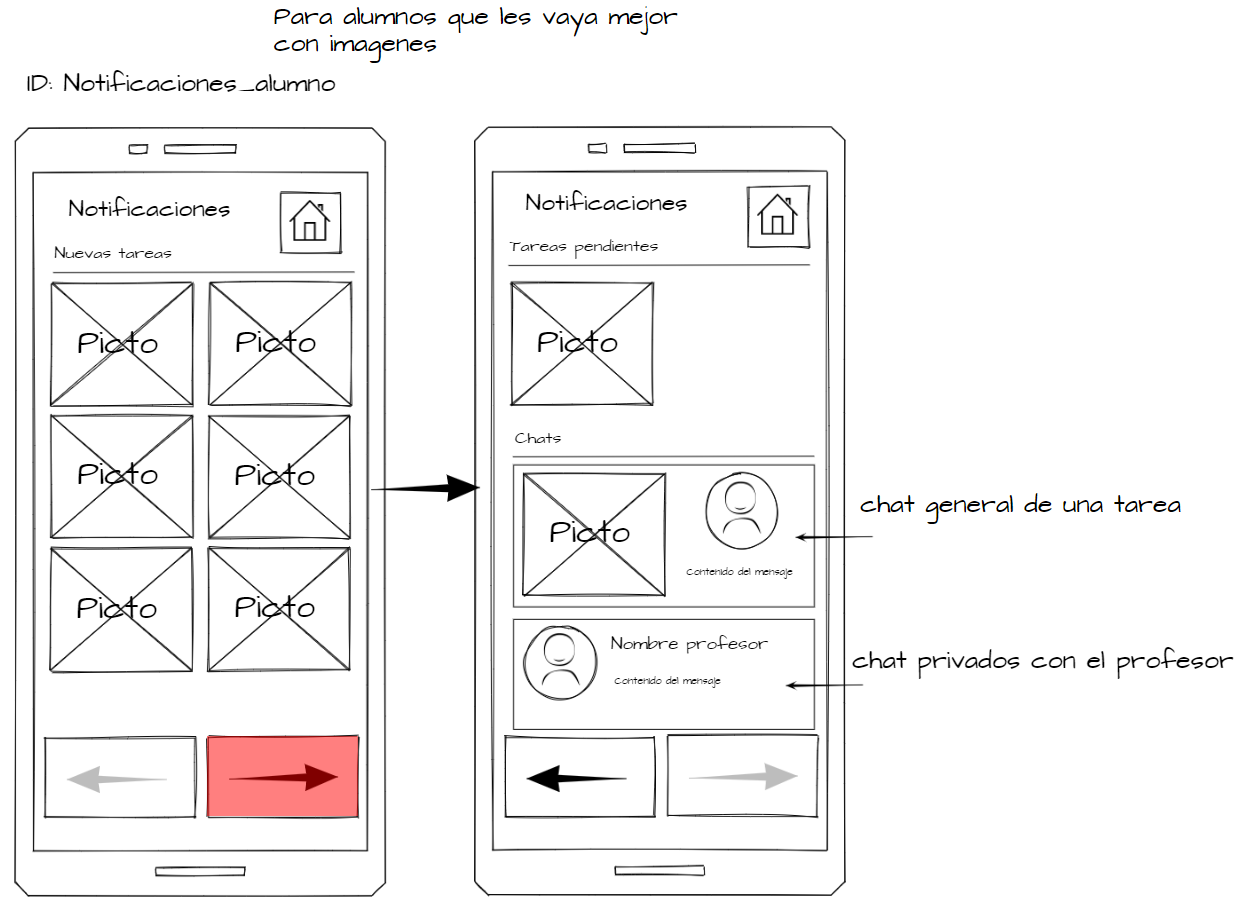 Para alumnos que les vaya mejor
con imagenes
ID: Notificaciones_alumno
Notificaciones
Nuevas tareas
Picto
Picto
Picto
Picto
Picto
Picto
Notificaciones
Tareas pendientes
Picto
Chats
Picto
Contenido del mensaje
chat general de una tarea
Nombre profesor
Contenido del mensaje
chat privados con el profesor